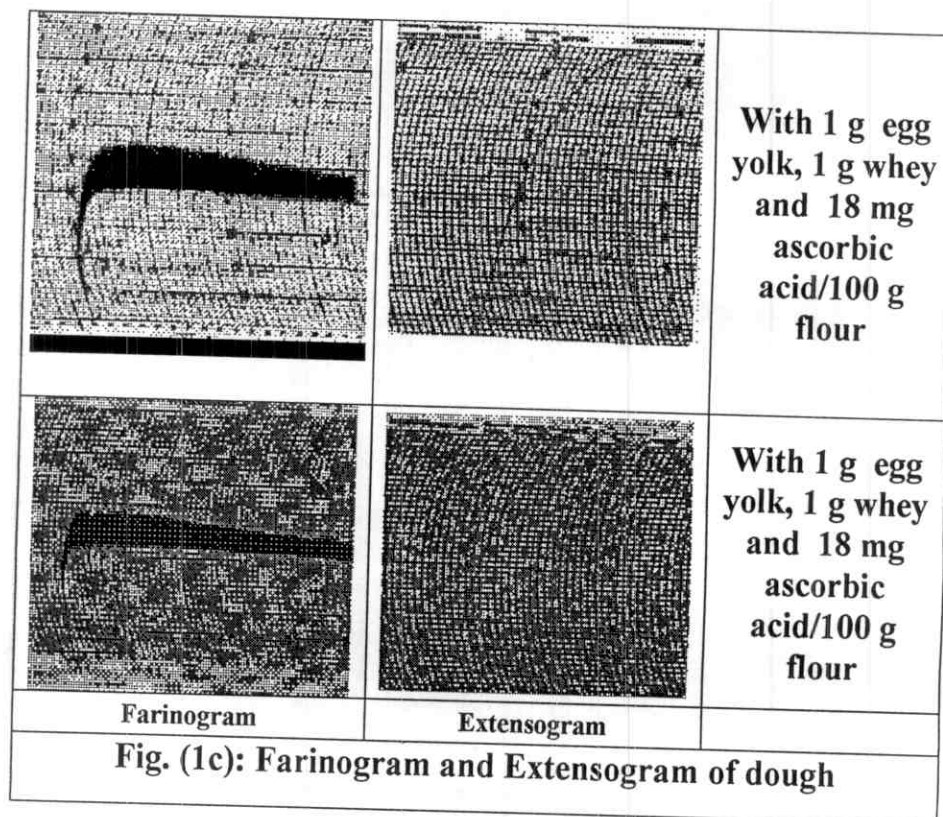 With 1 g egg
yolk, 1 g whey
and 18 mg
ascorbic
acid/100 g
flour
With 1 g egg
yolk, 1 g whey
and 18 mg
ascorbic
acid/100 g
flour
Farinogram
Extensogram
Fig. (1c): Farinogram and Extensogram of dough